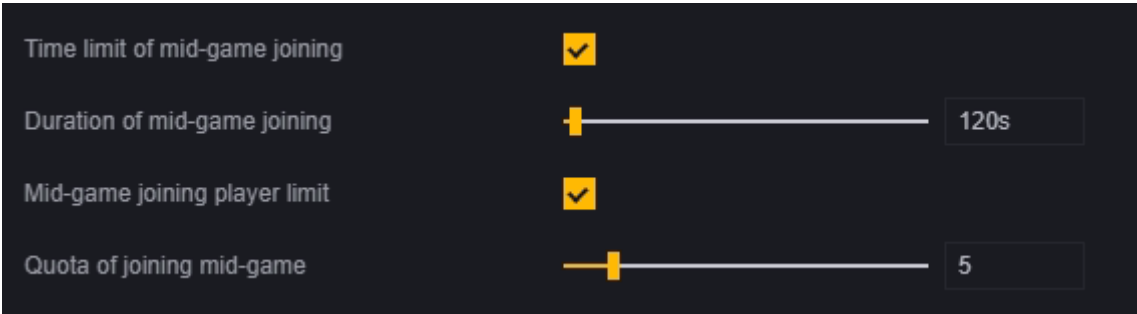 Time limit of mid-game joining
Duration of mid-game joining 120s
Mid-game joining player limit
Quota of joining mid-game 5